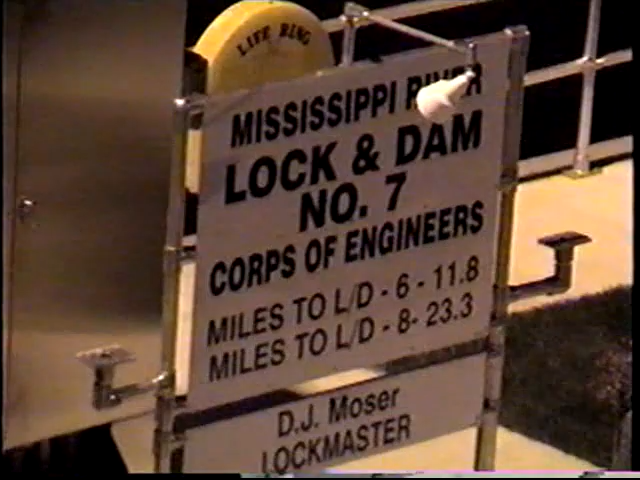 LIFE RING
MISSISSIPPI RIVER
LOCK & DAM
NO. 7
CORPS OF ENGINEERS
MILES TO L/D - 6 - 11.8
MILES TO L/D - 8- 23.3
D.J. Moser
LOCKMASTER